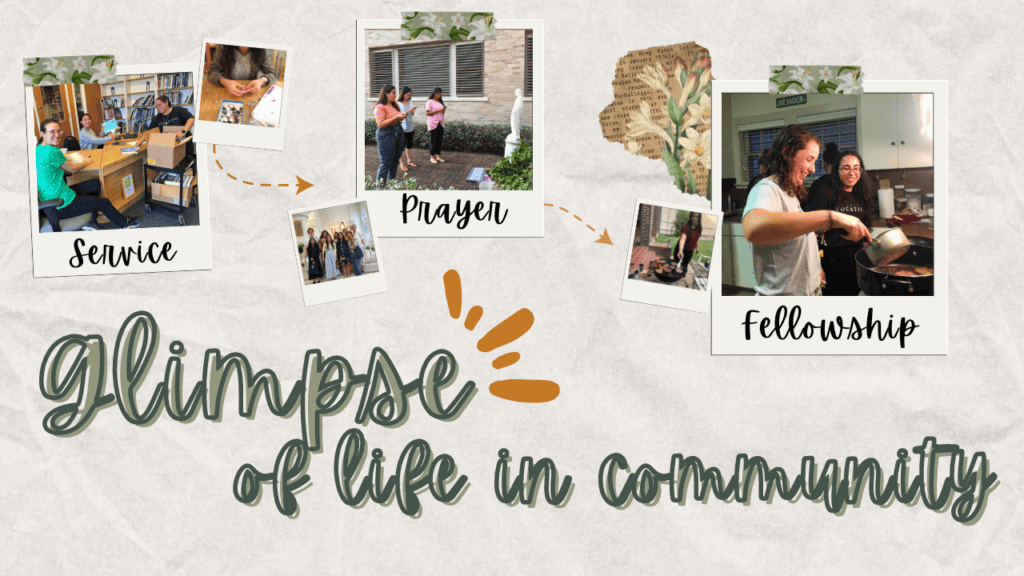 Service
Prayer
Fellowship
Glimpse
of life in community